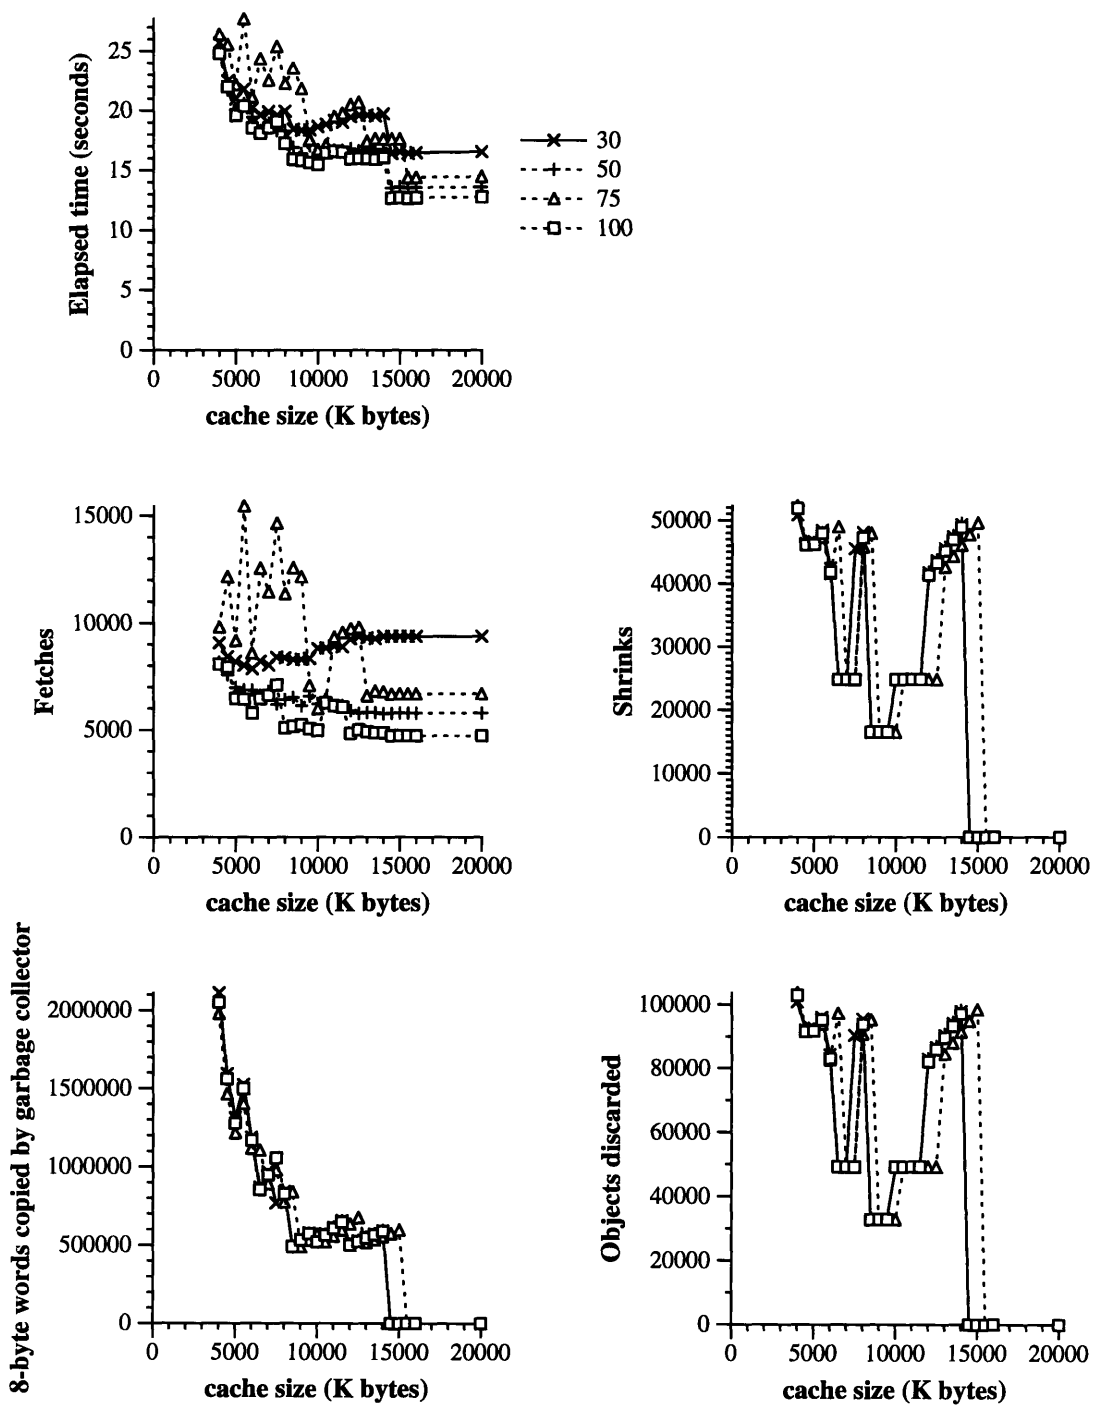 Elapsed time (seconds)
25
20
15
10
5
0
0 5000 10000 15000 20000
cache size (K bytes)
30
50
75
100
Fetches
15000
10000
5000
0
0 5000 10000 15000 20000
cache size (K bytes)
Shrinks
50000
40000
30000
20000
10000
0
0 5000 10000 15000 20000
cache size (K bytes)
8-byte words copied by garbage collector
2000000
1500000
1000000
500000
0
0 5000 10000 15000 20000
cache size (K bytes)
Objects discarded
100000
80000
60000
40000
20000
0
0 5000 10000 15000 20000
cache size (K bytes)